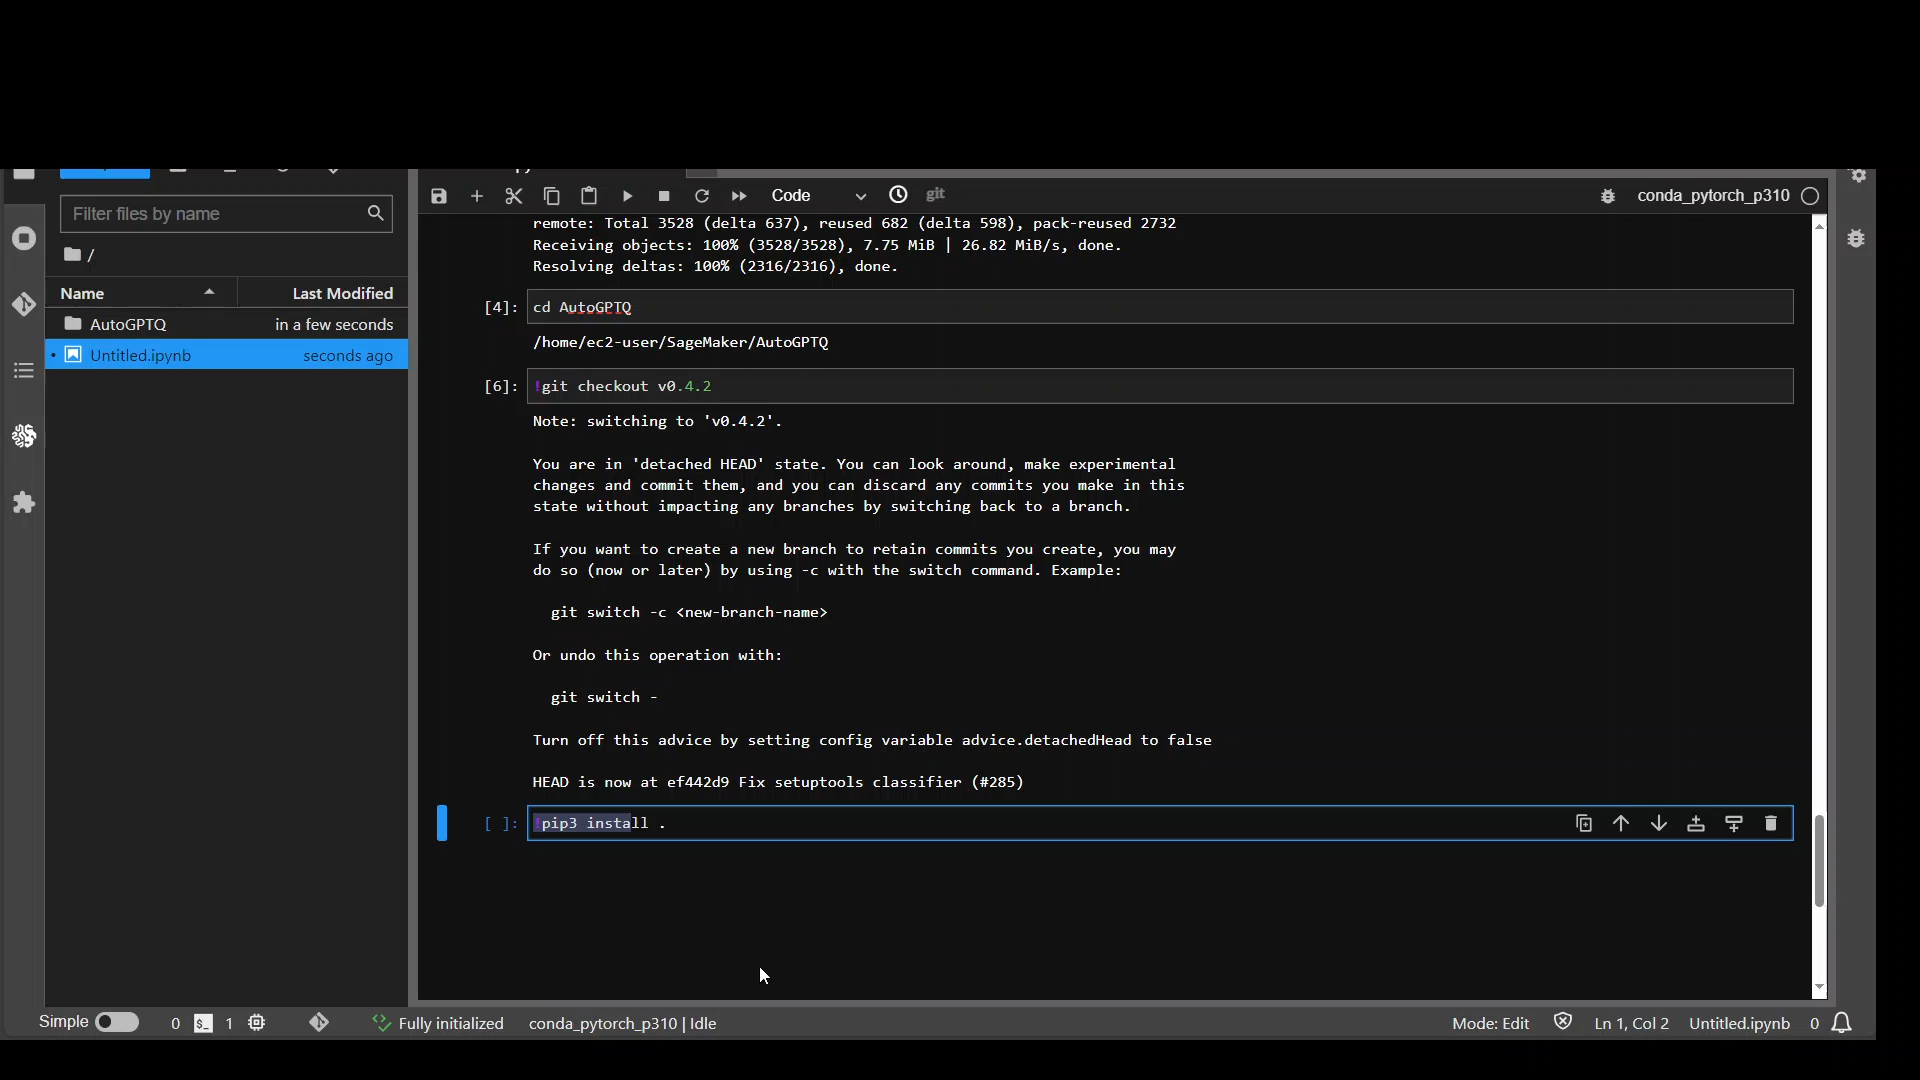 Code
git
conda_pytorch_p310
Filter files by name
/
Name
Last Modified
AutoGPTQ
in a few seconds
Untitled.ipynb
seconds ago
remote: Total 3528 (delta 637), reused 682 (delta 598), pack-reused 2732
Receiving objects: 100% (3528/3528), 7.75 MiB | 26.82 MiB/s, done.
Resolving deltas: 100% (2316/2316), done.
[4]: cd AutoGPTQ
/home/ec2-user/SageMaker/AutoGPTQ
[6]: !git checkout v0.4.2
Note: switching to 'v0.4.2'.
You are in 'detached HEAD' state. You can look around, make experimental
changes and commit them, and you can discard any commits you make in this
state without impacting any branches by switching back to a branch.
If you want to create a new branch to retain commits you create, you may
do so (now or later) by using -c with the switch command. Example:
git switch -c <new-branch-name>
Or undo this operation with:
git switch -
Turn off this advice by setting config variable advice.detachedHead to false
HEAD is now at ef442d9 Fix setuptools classifier (#285)
[ ]: !pip3 install .
Simple 0 $_ 1 Fully initialized conda_pytorch_p310 | Idle Mode: Edit Ln 1, Col 2 Untitled.ipynb 0